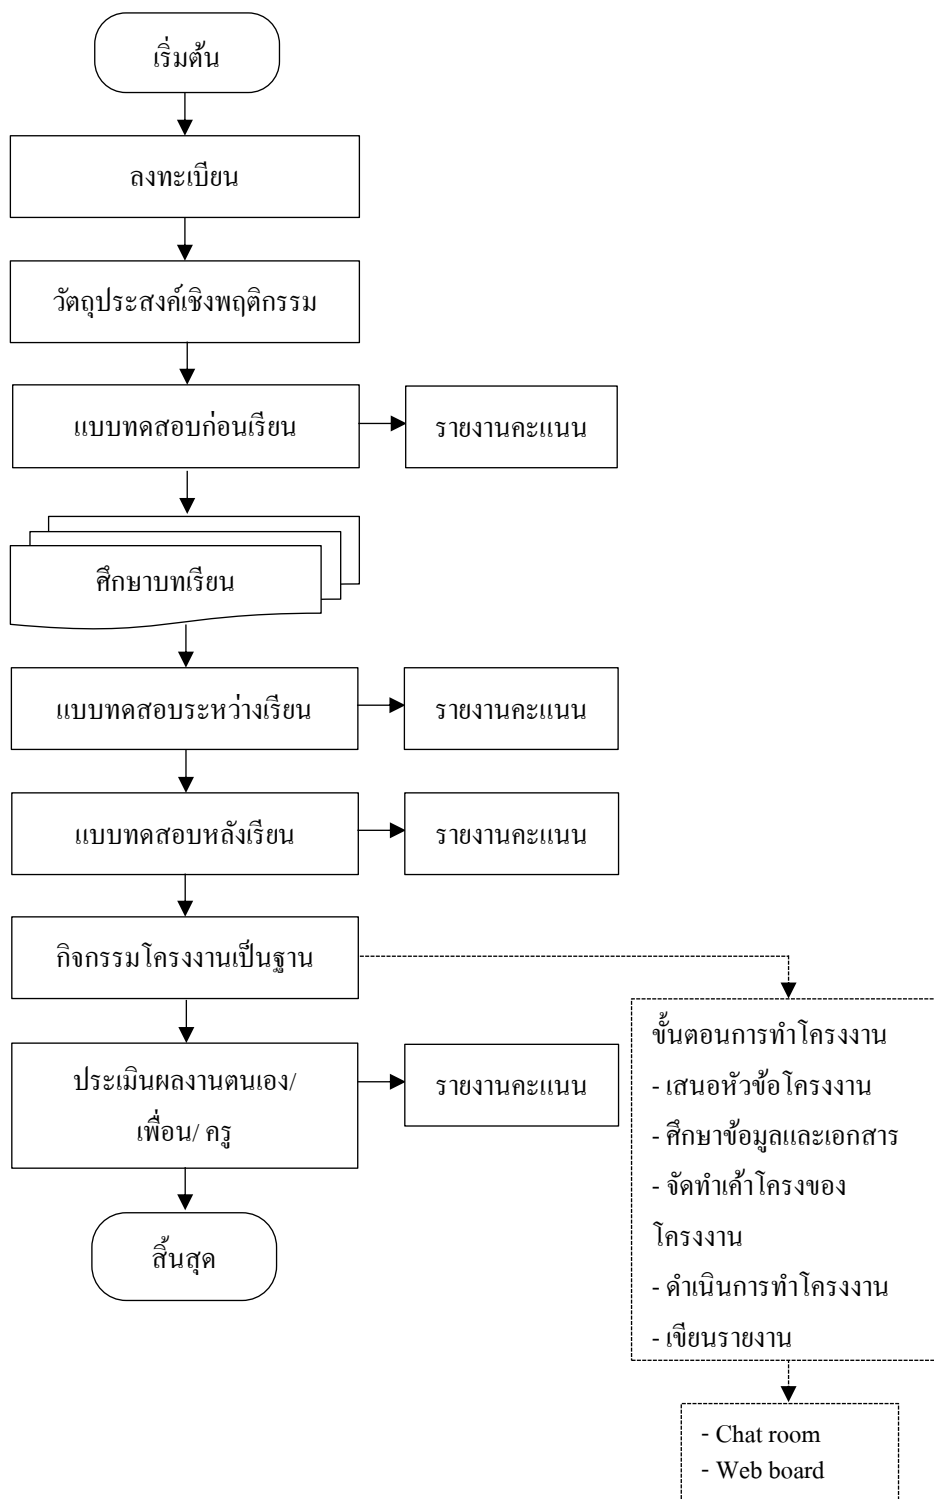 เริ่มต้น
ลงทะเบียน
วัตถุประสงค์เชิงพฤติกรรม
แบบทดสอบก่อนเรียน
รายงานคะแนน
ศึกษาบทเรียน
แบบทดสอบระหว่างเรียน
รายงานคะแนน
แบบทดสอบหลังเรียน
รายงานคะแนน
กิจกรรมโครงงานเป็นฐาน
ประเมินผลงานตนเอง/
เพื่อน/ ครู
รายงานคะแนน
สิ้นสุด
ขั้นตอนการทำโครงงาน
- เสนอหัวข้อโครงงาน
- ศึกษาข้อมูลและเอกสาร
- จัดทำเค้าโครงของ
โครงงาน
- ดำเนินการทำโครงงาน
- เขียนรายงาน
- Chat room
- Web board